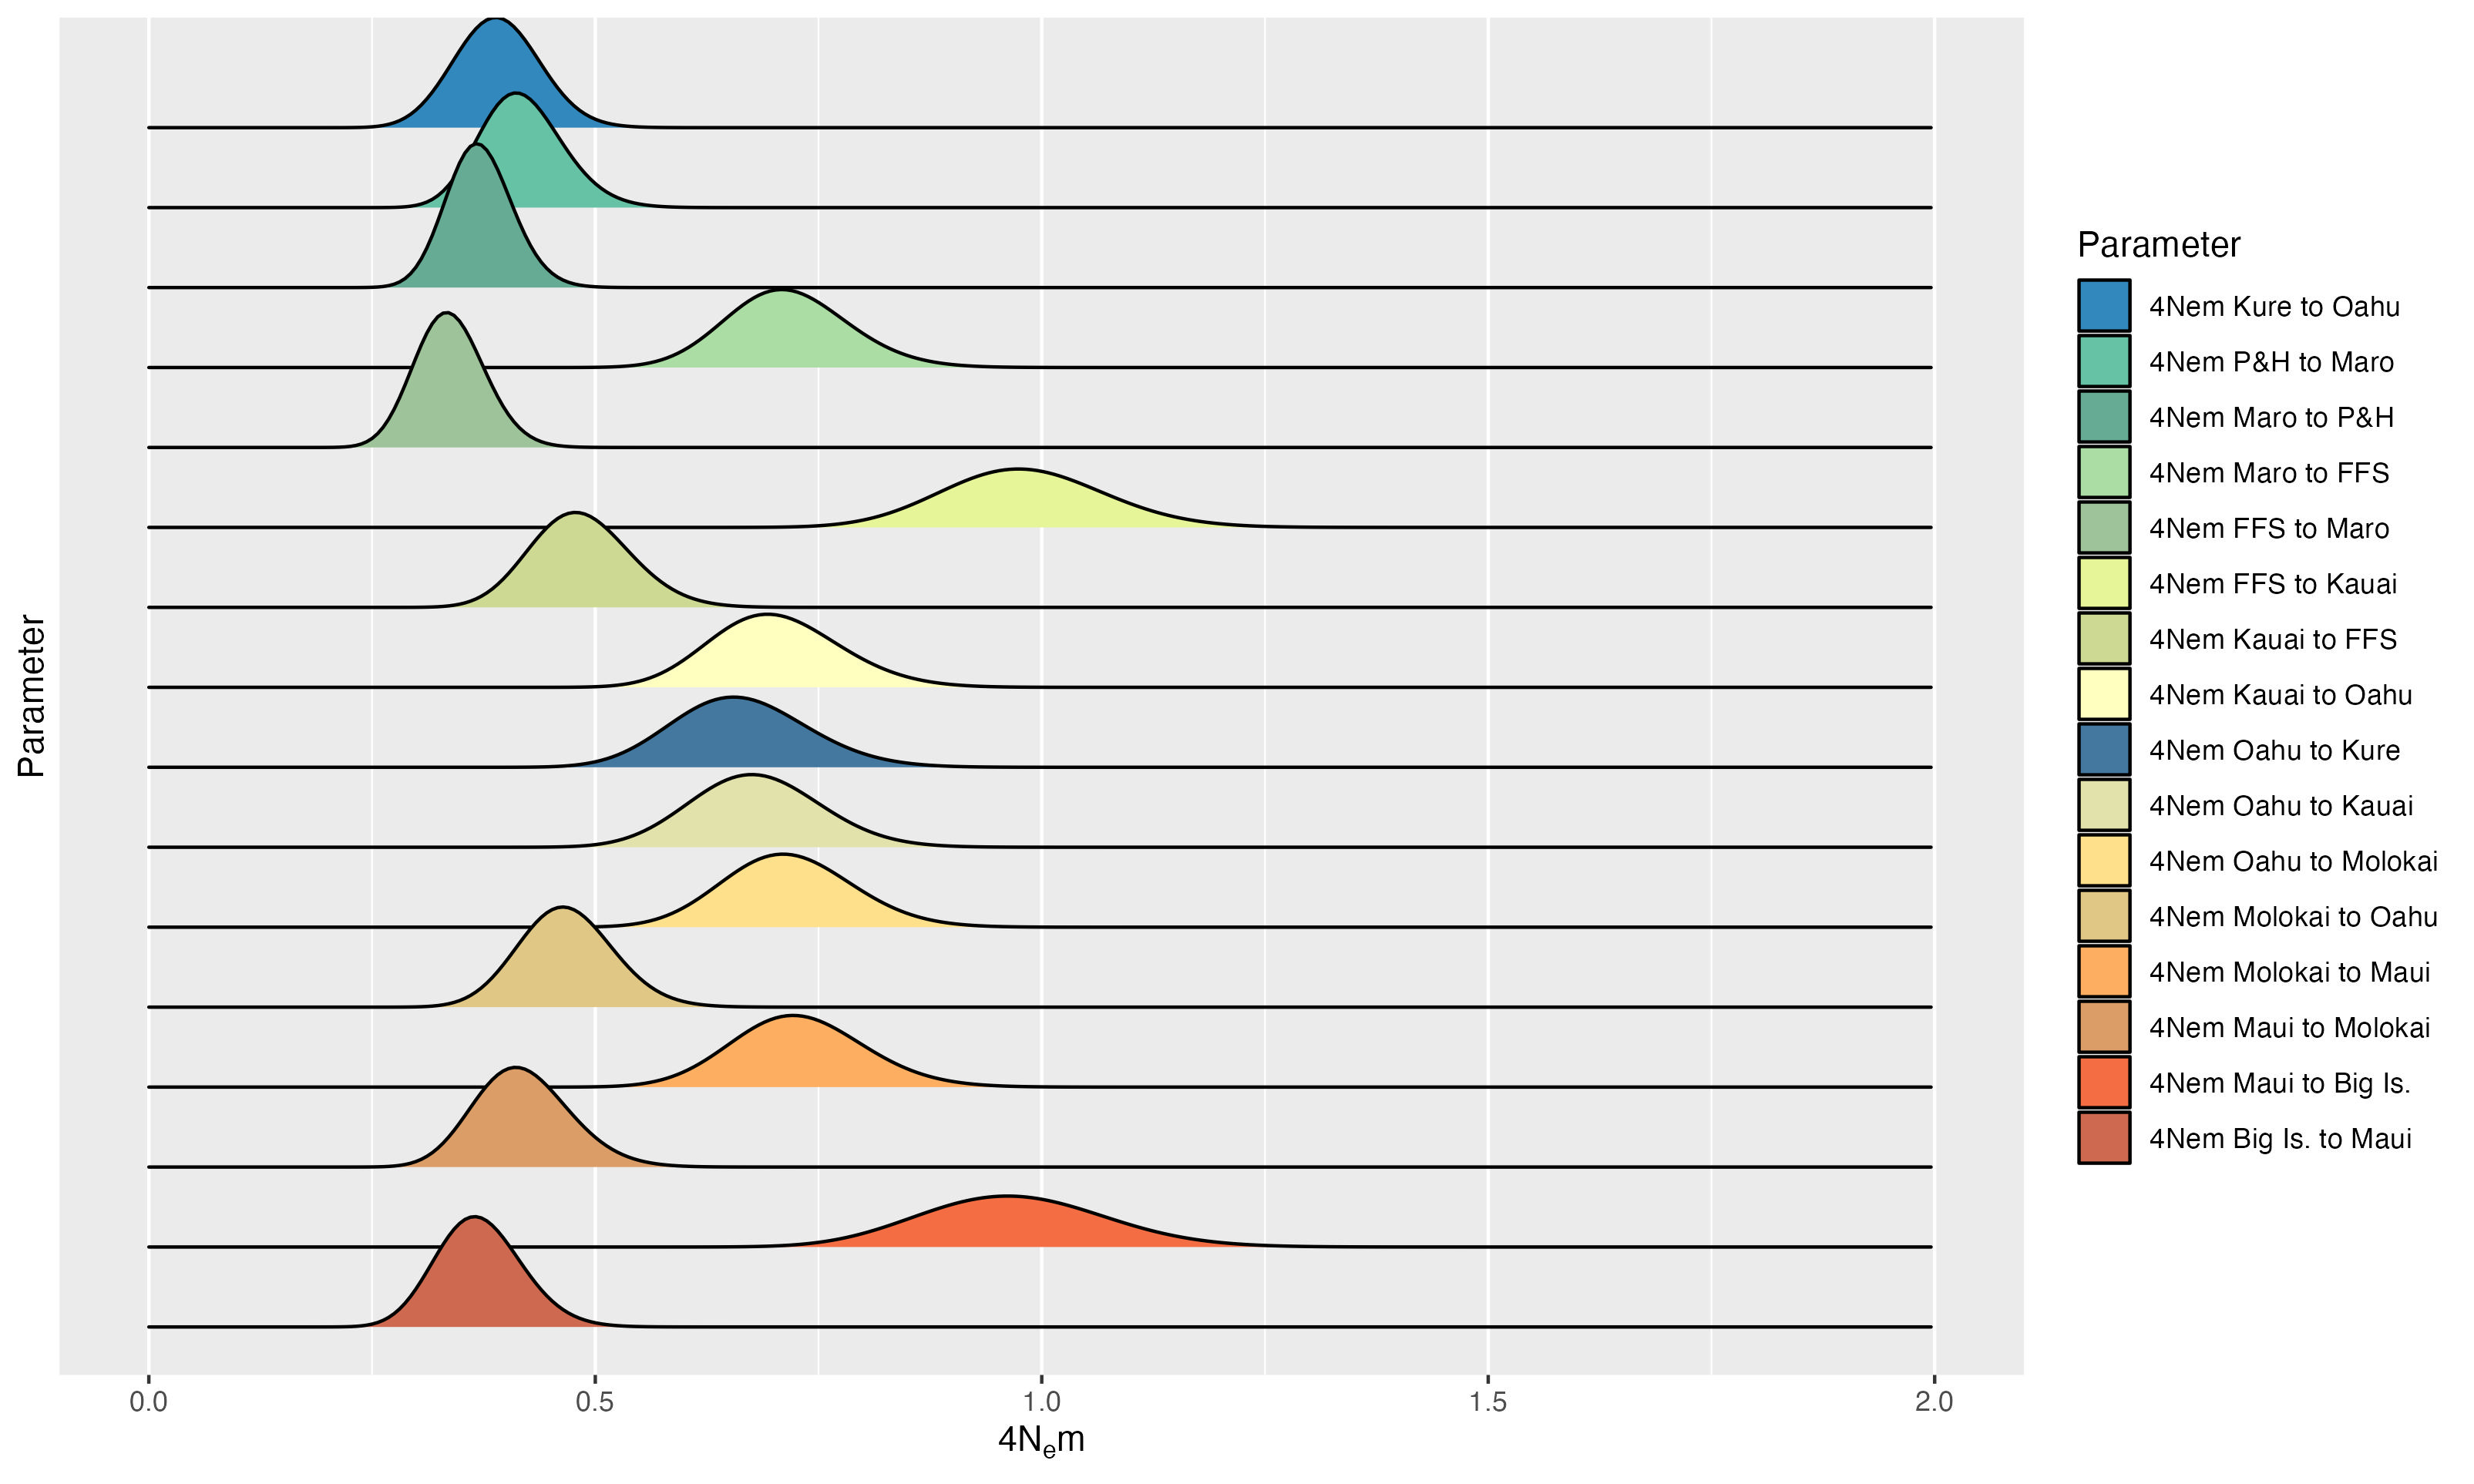 Parameter
0.0
0.5
1.0
1.5
2.0
4Nₑm
Parameter
4Nem Kure to Oahu
4Nem P&H to Maro
4Nem Maro to P&H
4Nem Maro to FFS
4Nem FFS to Maro
4Nem FFS to Kauai
4Nem Kauai to FFS
4Nem Kauai to Oahu
4Nem Oahu to Kure
4Nem Oahu to Kauai
4Nem Oahu to Molokai
4Nem Molokai to Oahu
4Nem Molokai to Maui
4Nem Maui to Molokai
4Nem Maui to Big Is.
4Nem Big Is. to Maui